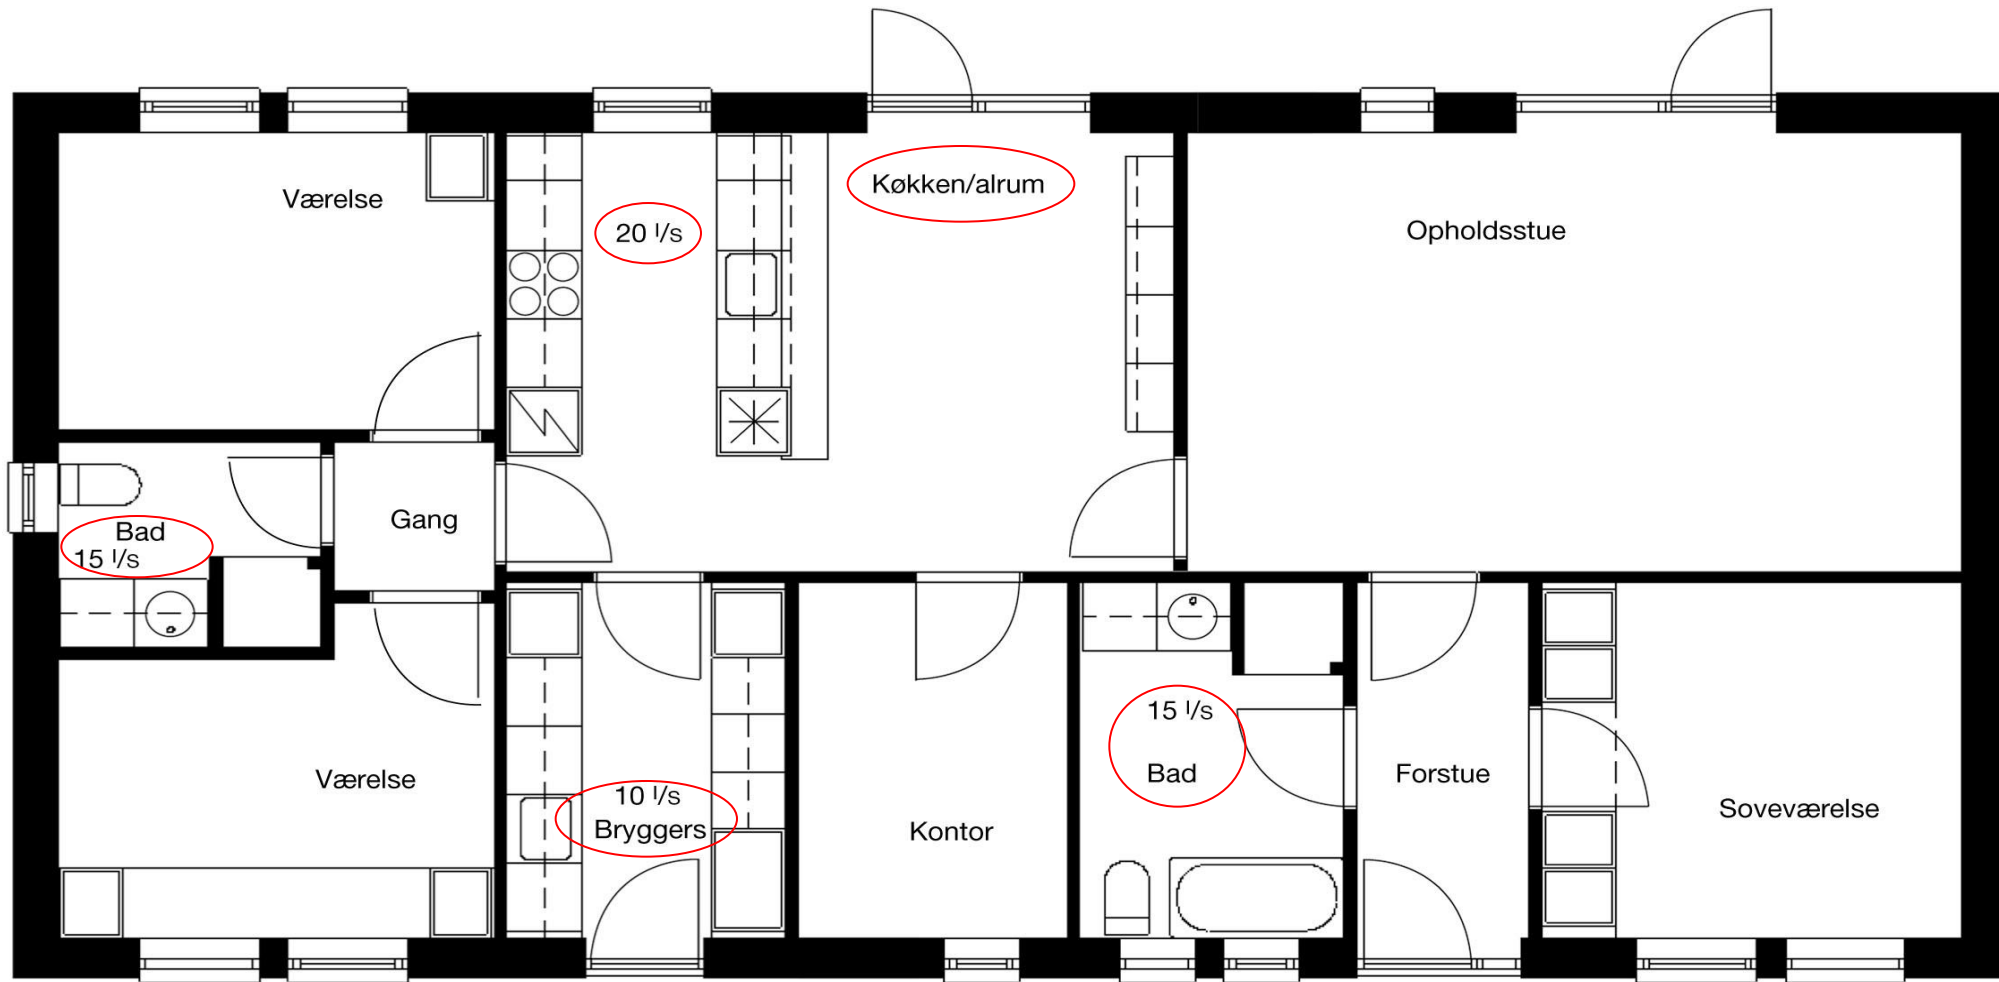 Værelse
Køkken/alrum
20 l/s
Opholdsstue
Gang
Bad
15 l/s
Værelse
10 l/s
Bryggers
Kontor
15 l/s
Bad
Forstue
Soveværelse